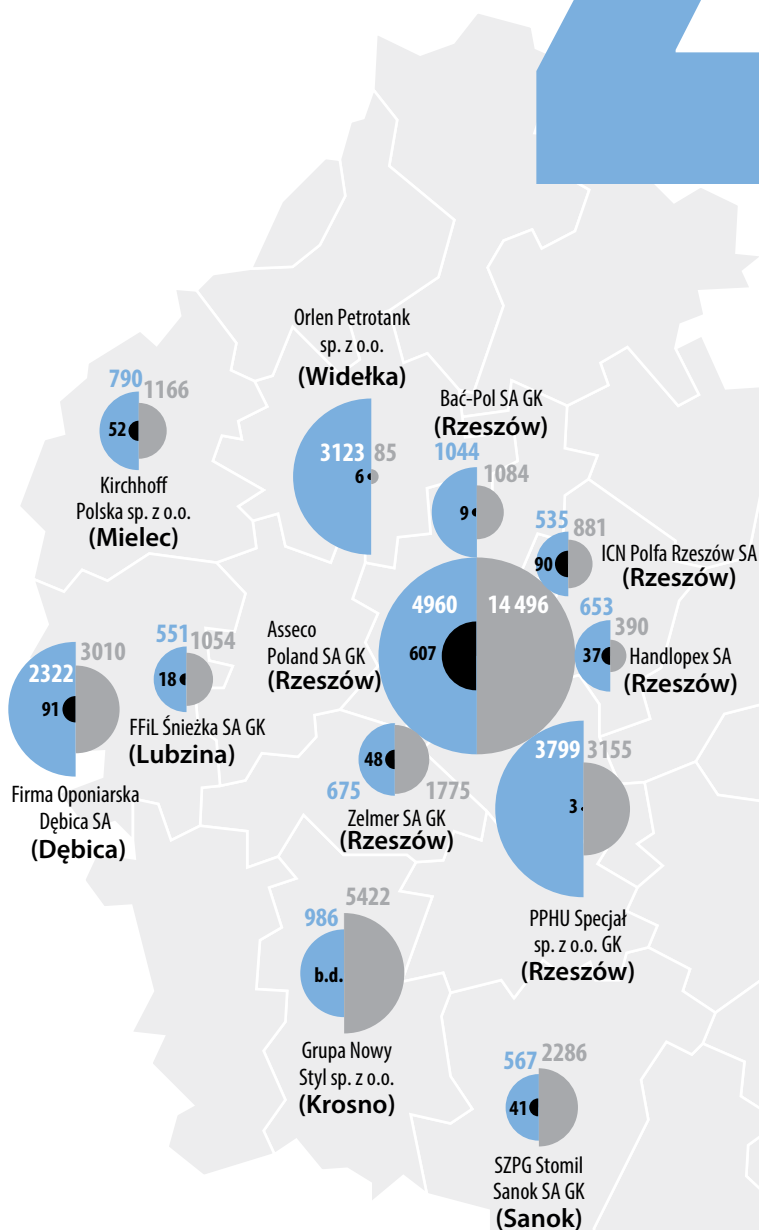 Orlen Petrotank
sp. z o.o.
(Widełka)
3123 85
6
790
1166
52
Kirchhoff
Polska sp. z o.o.
(Mielec)
Bać-Pol SA GK
(Rzeszów)
1044
1084
9
535
881
90
ICN Polfa Rzeszów SA
(Rzeszów)
653
390
37
Handlopex SA
(Rzeszów)
Asseco
Poland SA GK
(Rzeszów)
4960 14 496
607
551
1054
18
FFiL Śnieżka SA GK
(Lubzina)
3010
2322
91
Firma Oponiarska
Dębica SA
(Dębica)
48
675 1775
Zelmer SA GK
(Rzeszów)
3799 3155
3
PPHU Specjał
sp. z o.o. GK
(Rzeszów)
5422
986
b.d.
Grupa Nowy
Styl sp. z o.o.
(Krosno)
567 2286
41
SZPG Stomil
Sanok SA GK
(Sanok)